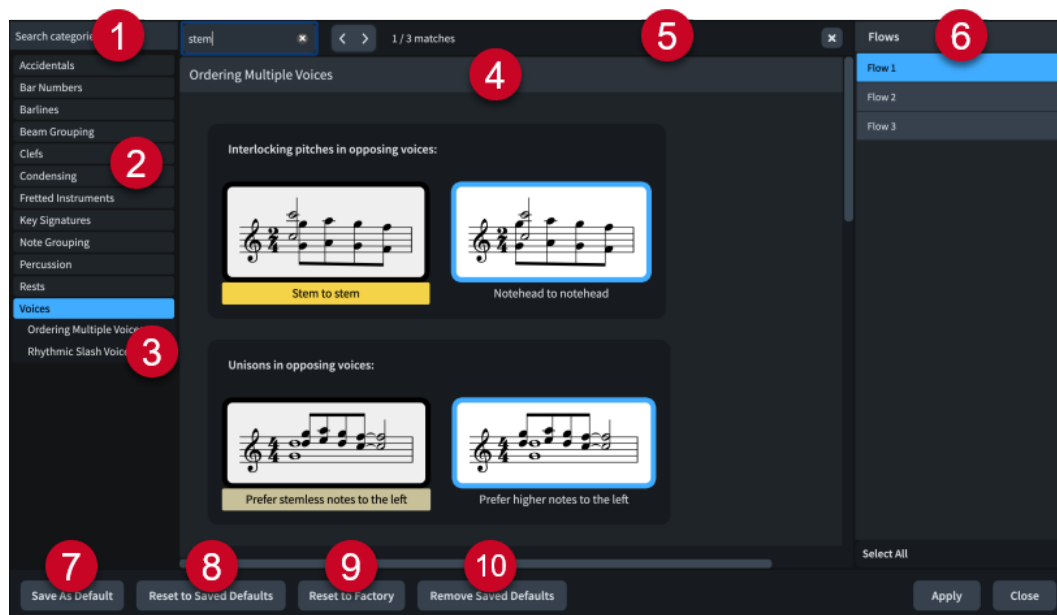 Search categorie
1
stem
1 / 3 matches
5
Flows
6
Accidentals
Bar Numbers
Barlines
Beam Grouping
Clefs
Condensing
Fretted Instruments
Key Signatures
Note Grouping
Percussion
Rests
Voices
Ordering Multiple Voice
Rhythmic Slash Voice
2
3
Ordering Multiple Voices
4
Interlocking pitches in opposing voices:
Stem to stem
Notehead to notehead
Unisons in opposing voices:
Prefer stemless notes to the left
Prefer higher notes to the left
Flow 1
Flow 2
Flow 3
Select All
7
8
9
10
Save As Default
Reset to Saved Defaults
Reset to Factory
Remove Saved Defaults
Apply
Close